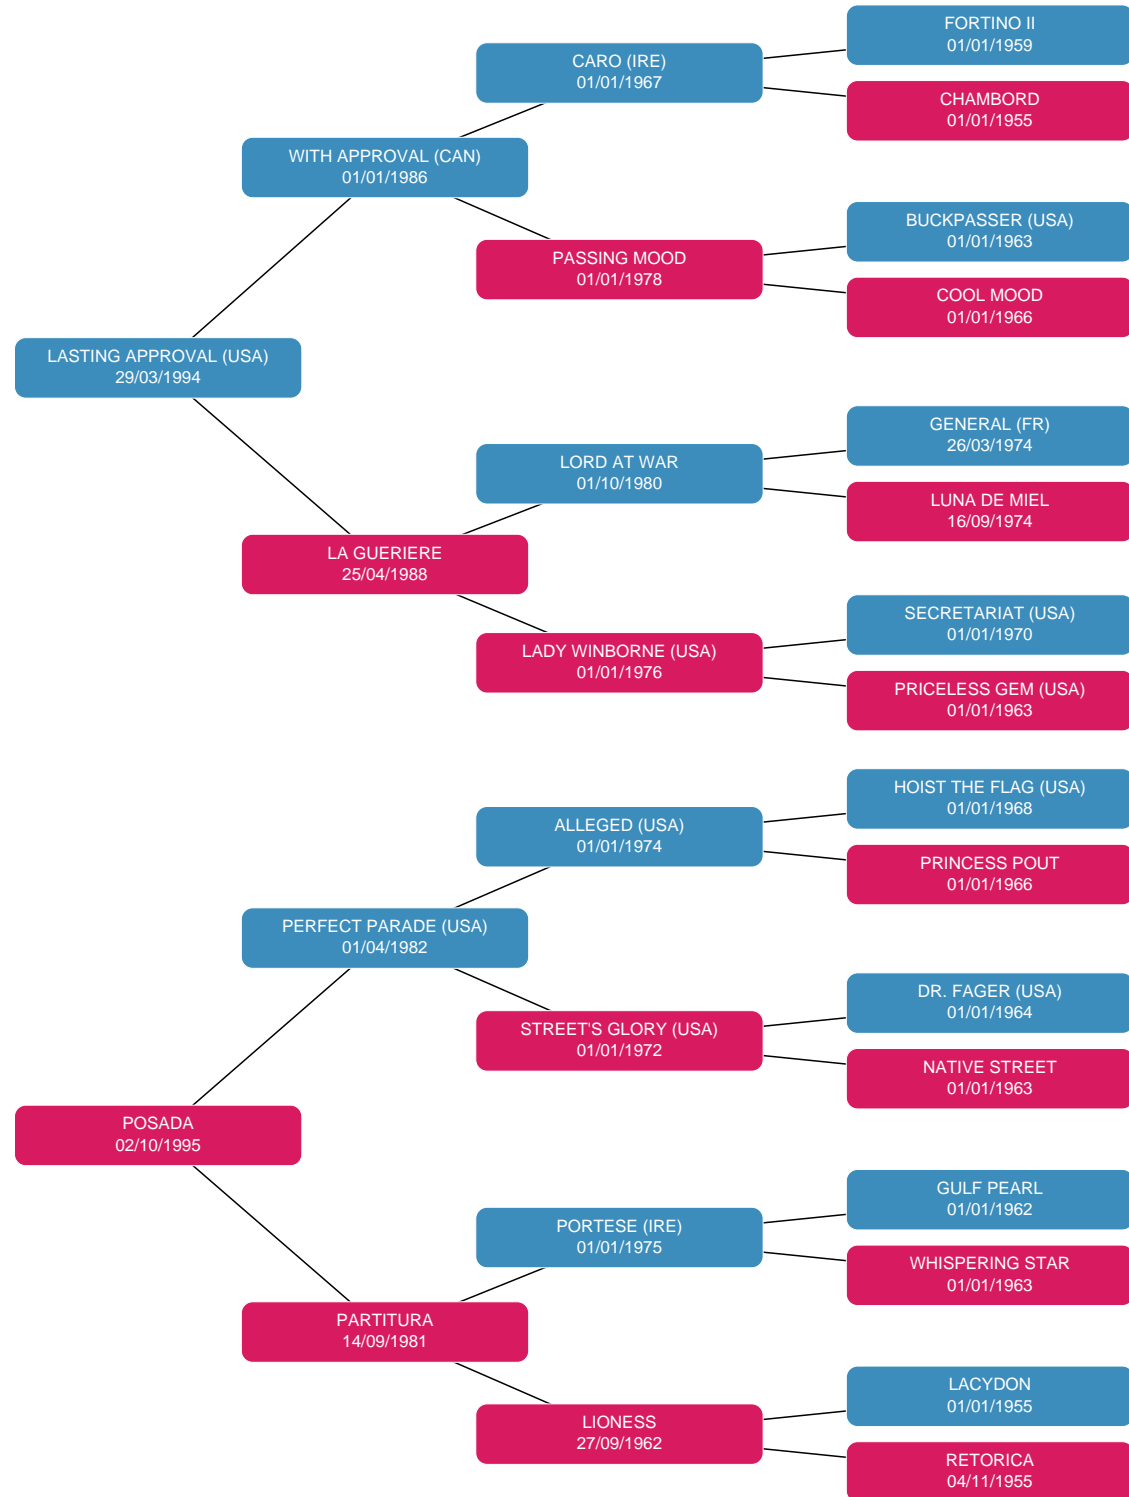 FORTINO II
01/01/1959
CARO (IRE)
01/01/1967
CHAMBORD
01/01/1955
WITH APPROVAL (CAN)
01/01/1986
BUCKPASSER (USA)
01/01/1963
PASSING MOOD
01/01/1978
COOL MOOD
01/01/1966
LASTING APPROVAL (USA)
29/03/1994
GENERAL (FR)
26/03/1974
LORD AT WAR
01/10/1980
LUNA DE MIEL
16/09/1974
LA GUERIERE
25/04/1988
SECRETARIAT (USA)
01/01/1970
LADY WINBORNE (USA)
01/01/1976
PRICELESS GEM (USA)
01/01/1963
HOIST THE FLAG (USA)
01/01/1968
ALLEGED (USA)
01/01/1974
PRINCESS POUT
01/01/1966
PERFECT PARADE (USA)
01/04/1982
DR. FAGER (USA)
01/01/1964
STREET'S GLORY (USA)
01/01/1972
NATIVE STREET
01/01/1963
POSADA
02/10/1995
GULF PEARL
01/01/1962
PORTESE (IRE)
01/01/1975
WHISPERING STAR
01/01/1963
PARTITURA
14/09/1981
LACYDON
01/01/1955
LIONESS
27/09/1962
RETORICA
04/11/1955